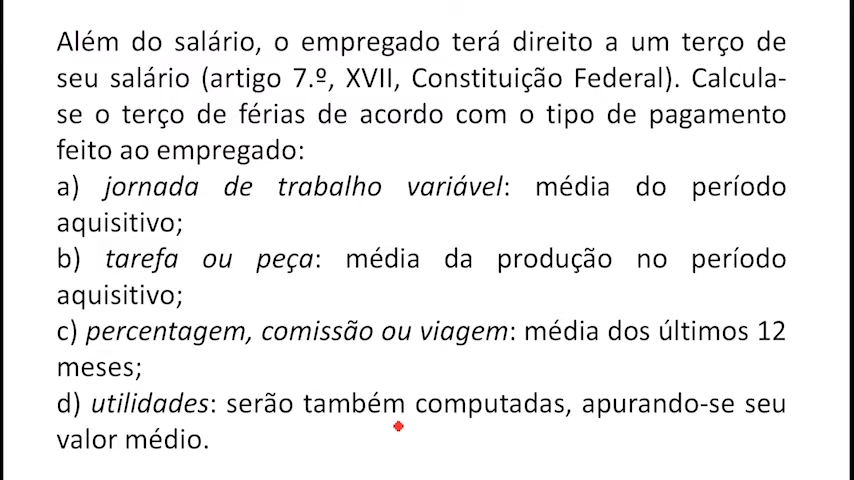 Além do salário, o empregado terá direito a um terço de
seu salário (artigo 7.º, XVII, Constituição Federal). Calcula-
se o terço de férias de acordo com o tipo de pagamento
feito ao empregado:
a) jornada de trabalho variável: média do período
aquisitivo;
b) tarefa ou peça: média da produção no período
aquisitivo;
c) percentagem, comissão ou viagem: média dos últimos 12
meses;
d) utilidades: serão também computadas, apurando-se seu
valor médio.